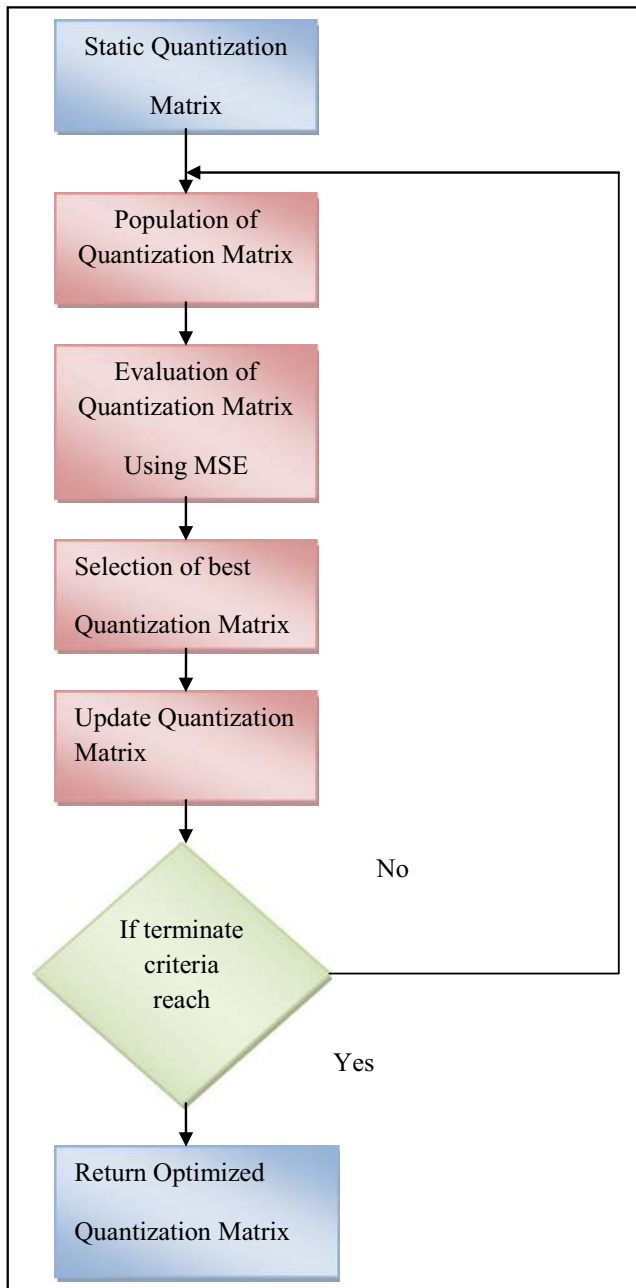 Static Quantization
Matrix
Population of
Quantization Matrix
Evaluation of
Quantization Matrix
Using MSE
Selection of best
Quantization Matrix
Update Quantization
Matrix
No
If terminate
criteria
reach
Yes
Return Optimized
Quantization Matrix